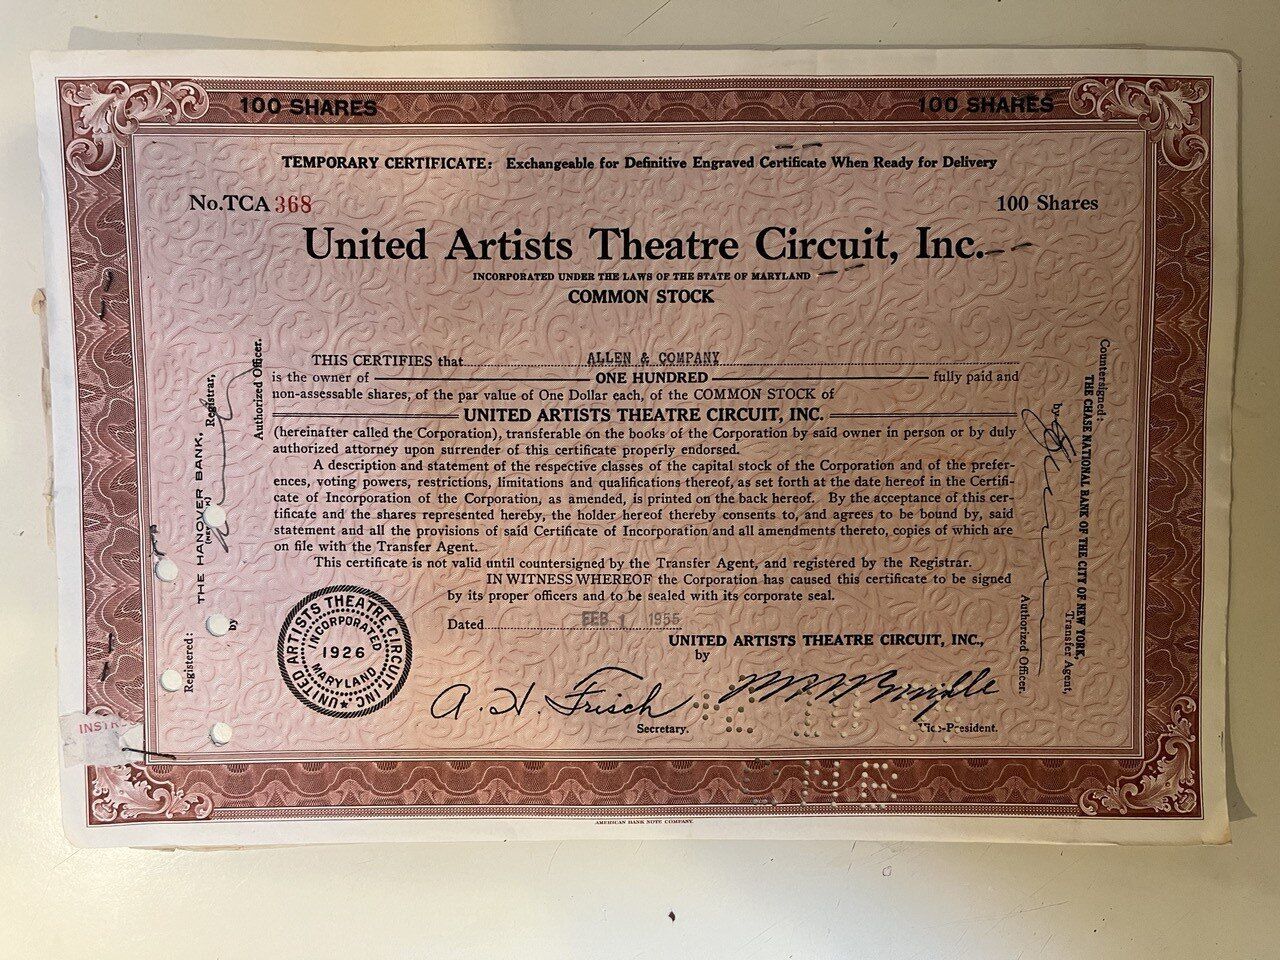 100 SHARES
100 SHARES
TEMPORARY CERTIFICATE: Exchangeable for Definitive Engraved Certificate When Ready for Delivery
No.TCA 368
100 Shares
United Artists Theatre Circuit, Inc.
INCORPORATED UNDER THE LAWS OF THE STATE OF MARYLAND
COMMON STOCK
THIS CERTIFIES that ALLEN & COMPANY
is the owner of ONE HUNDRED fully paid and
non-assessable shares, of the par value of One Dollar each, of the COMMON STOCK of
UNITED ARTISTS THEATRE CIRCUIT, INC.
(hereinafter called the Corporation), transferable on the books of the Corporation by said owner in person or by duly
authorized attorney upon surrender of this certificate properly endorsed.
A description and statement of the respective classes of the capital stock of the Corporation and of the prefer-
ences, voting powers, restrictions, limitations and qualifications thereof, as set forth at the date hereof in the Certifi-
cate of Incorporation of the Corporation, as amended, is printed on the back hereof. By the acceptance of this cer-
tificate and the shares represented hereby, the holder hereof thereby consents to, and agrees to be bound by, said
statement and all the provisions of said Certificate of Incorporation and all amendments thereto, copies of which are
on file with the Transfer Agent.
This certificate is not valid until countersigned by the Transfer Agent, and registered by the Registrar.
IN WITNESS WHEREOF the Corporation has caused this certificate to be signed
by its proper officers and to be sealed with its corporate seal.
Dated FEB 1 1955
UNITED ARTISTS THEATRE CIRCUIT, INC.,
by
A. H. Frisch
Secretary.
Vice-President.
UNITED ARTISTS THEATRE CIRCUIT, INC.
INCORPORATED
1926
MARYLAND
Registered:
THE HANOVER BANK,
Registrar,
by
Authorized Officer.
Countersigned:
THE CHASE NATIONAL BANK OF THE CITY OF NEW YORK,
Transfer Agent,
by
Authorized Officer.
AMERICAN BANK NOTE COMPANY.